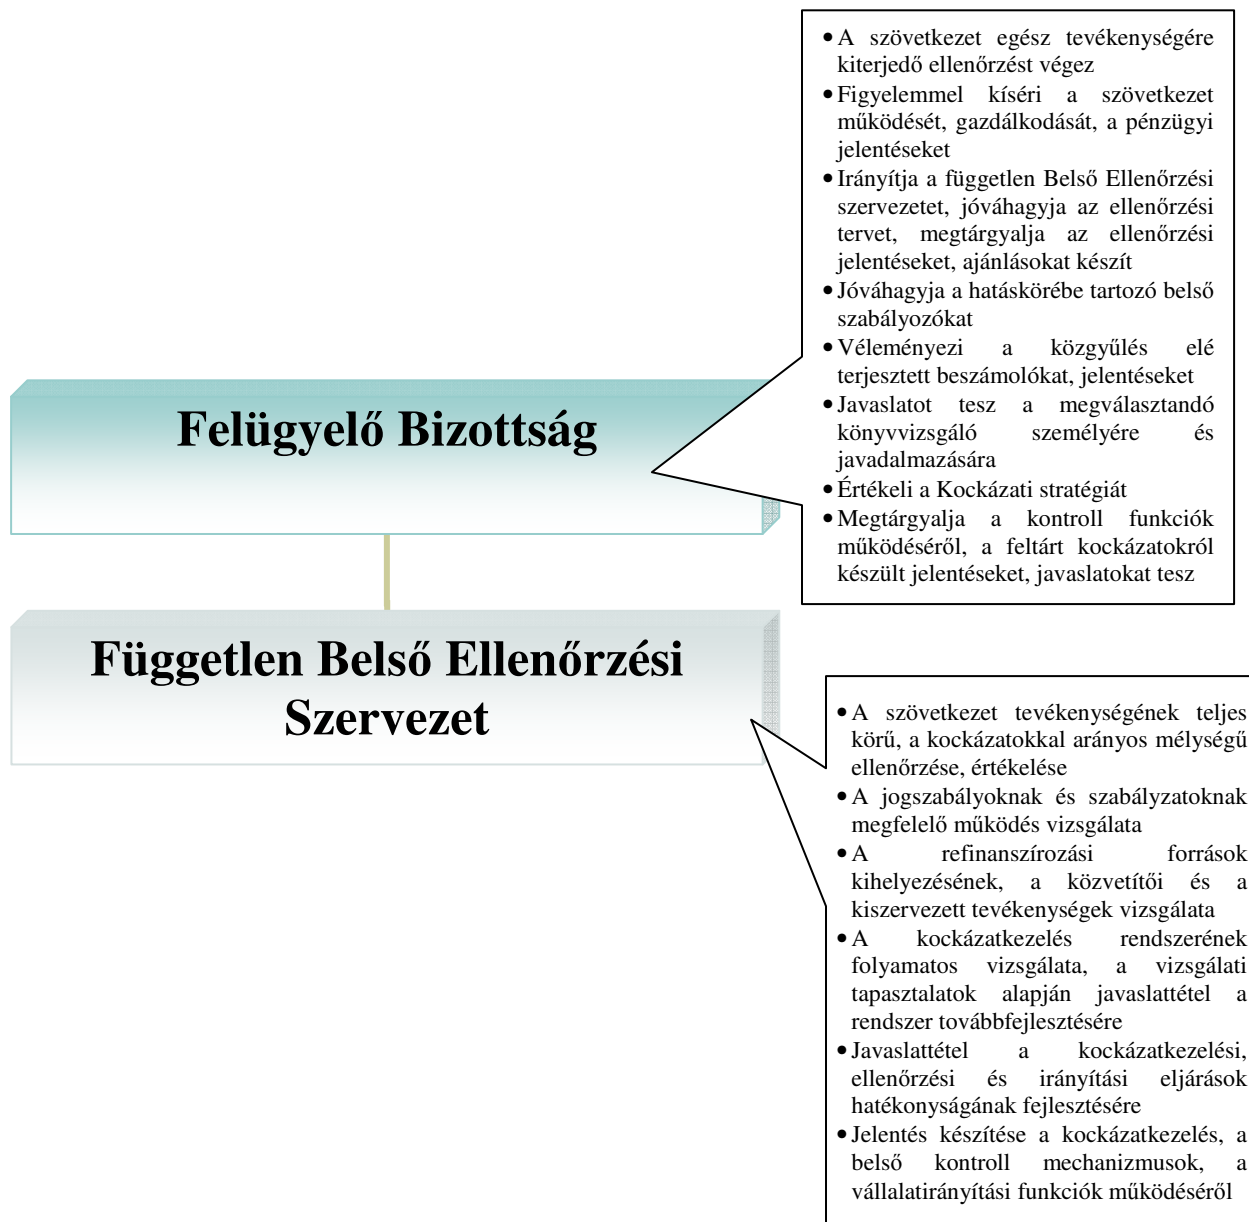 • A szövetkezet egész tevékenységére
kiterjedő ellenőrzést végez
• Figyelemmel kíséri a szövetkezet
működését, gazdálkodását, a pénzügyi
jelentéseket
• Irányítja a független Belső Ellenőrzési
szervezetet, jóváhagyja az ellenőrzési
tervet, megtárgyalja az ellenőrzési
jelentéseket, ajánlásokat készít
• Jóváhagyja a hatáskörébe tartozó belső
szabályozókat
• Véleményezi a közgyűlés elé
terjesztett beszámolókat, jelentéseket
• Javaslatot tesz a megválasztandó
könyvvizsgáló személyére és
javadalmazására
• Értékeli a Kockázati stratégiát
• Megtárgyalja a kontroll funkciók
működéséről, a feltárt kockázatokról
készült jelentéseket, javaslatokat tesz
Felügyelő Bizottság
Független Belső Ellenőrzési
Szervezet
• A szövetkezet tevékenységének teljes
körű, a kockázatokkal arányos mélységű
ellenőrzése, értékelése
• A jogszabályoknak és szabályzatoknak
megfelelő működés vizsgálata
• A refinanszírozási források
kihelyezésének, a közvetítői és a
kiszervezett tevékenységek vizsgálata
• A kockázatkezelés rendszerének
folyamatos vizsgálata, a vizsgálati
tapasztalatok alapján javaslattétel a
rendszer továbbfejlesztésére
• Javaslattétel a kockázatkezelési,
ellenőrzési és irányítási eljárások
hatékonyságának fejlesztésére
• Jelentés készítése a kockázatkezelés, a
belső kontroll mechanizmusok, a
vállalatirányítási funkciók működéséről